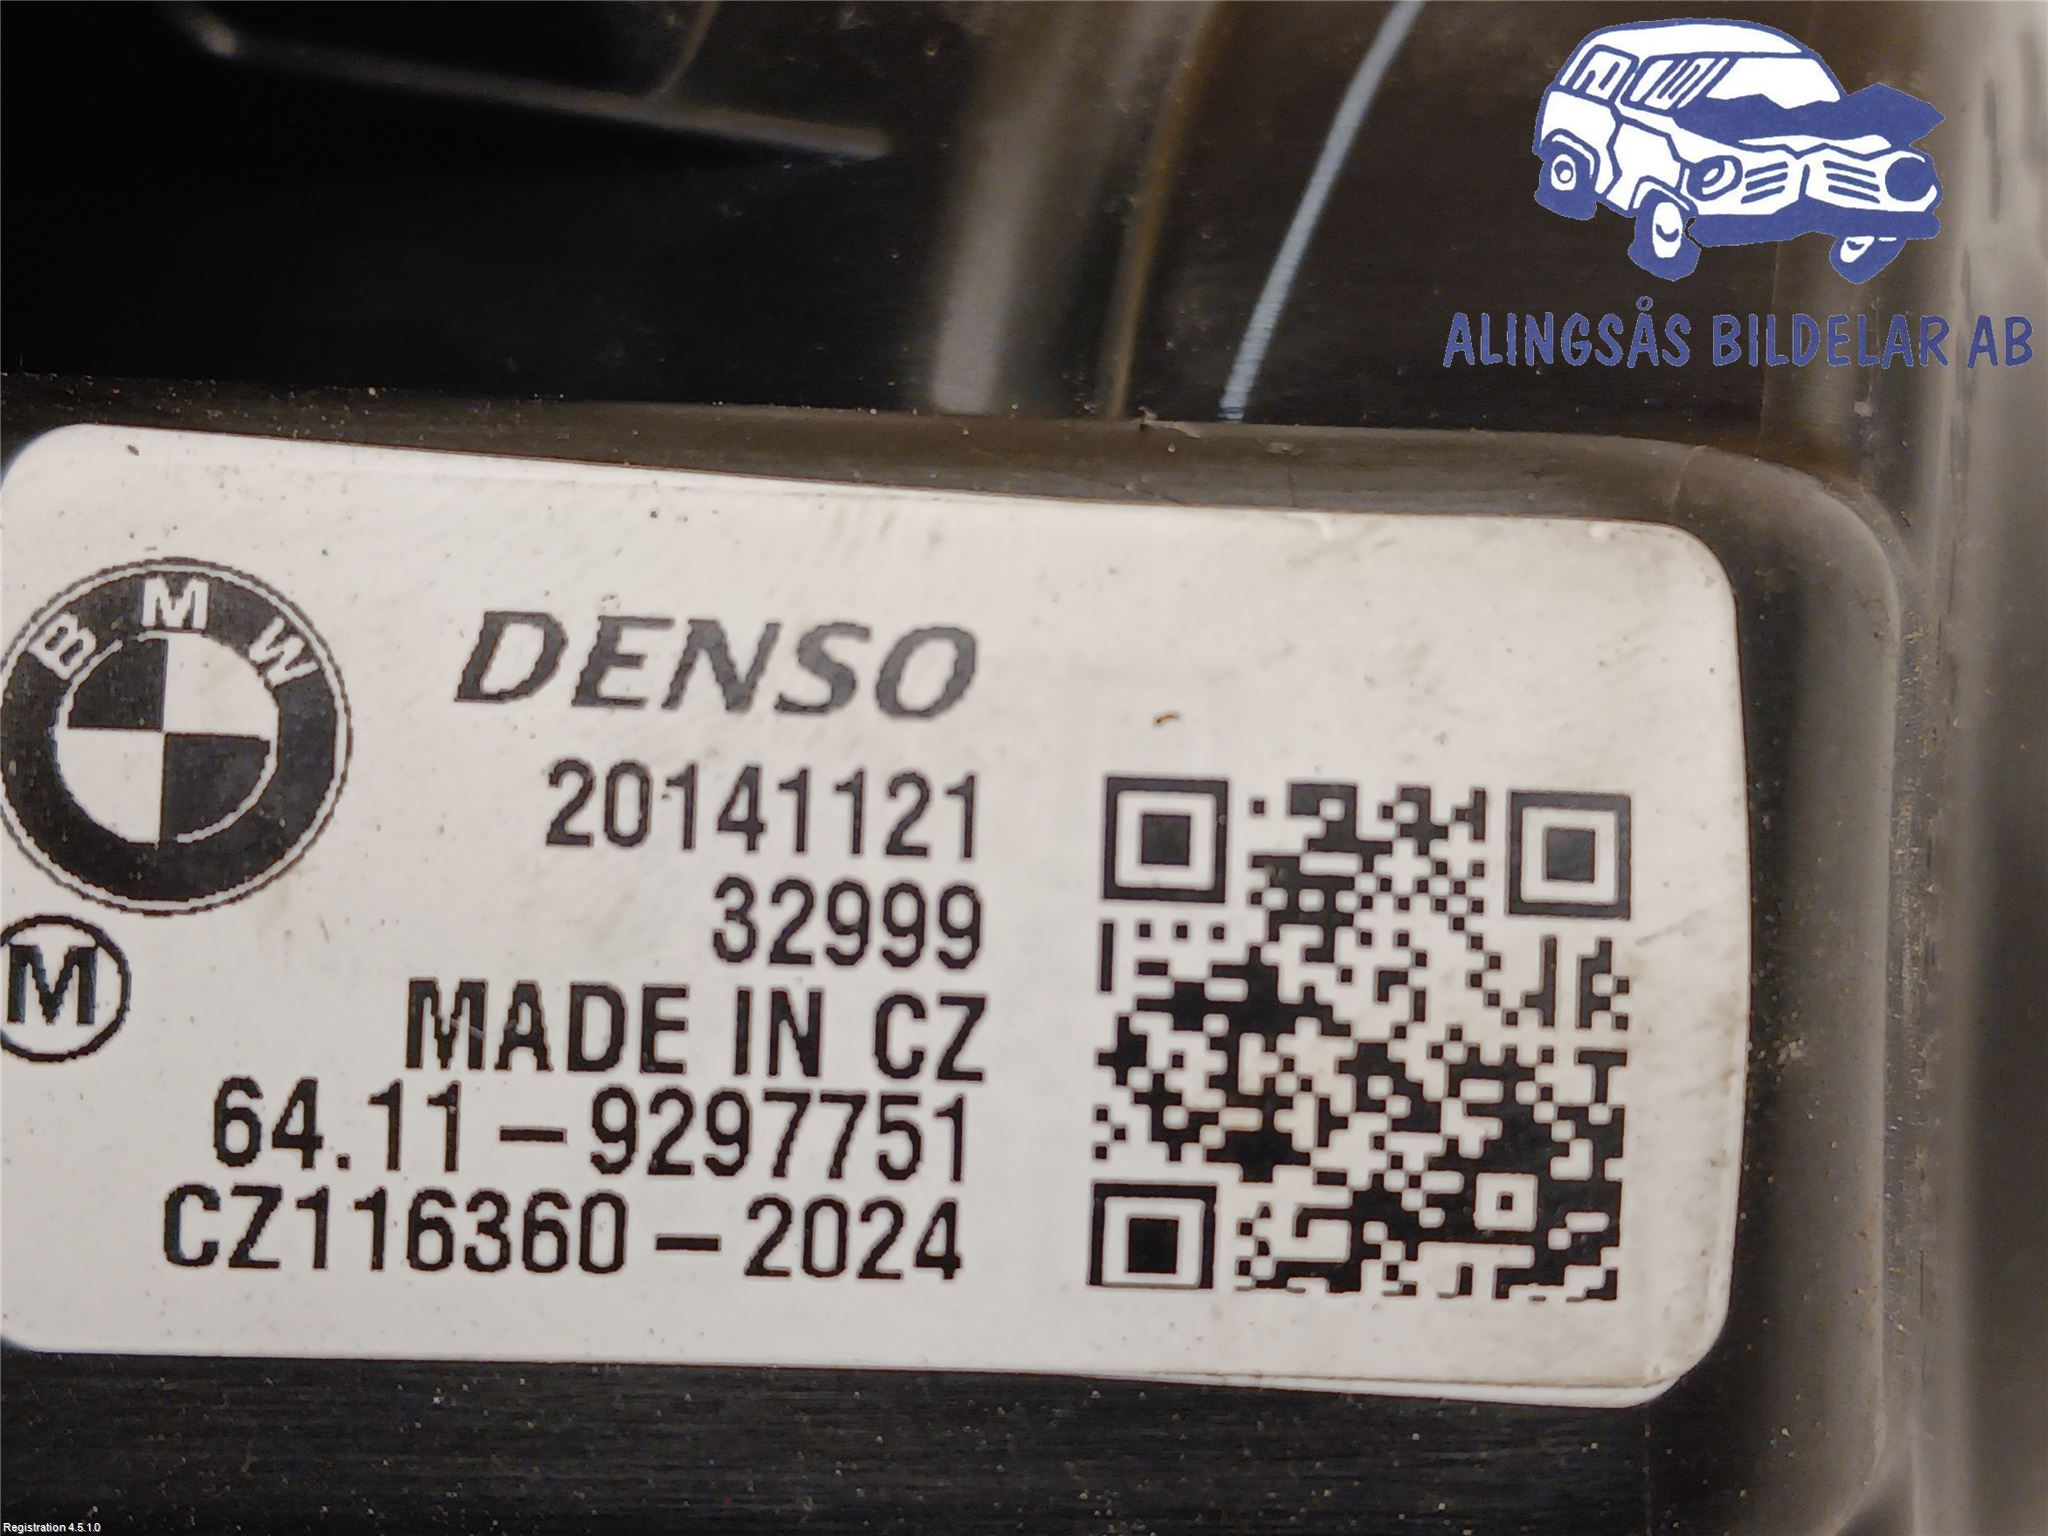 ALINGSÅS BILDELAR AB
BMW
DENSO
20141121
32999
M
MADE IN CZ
64.11-9297751
CZ116360-2024
Registration 4.5.1.0